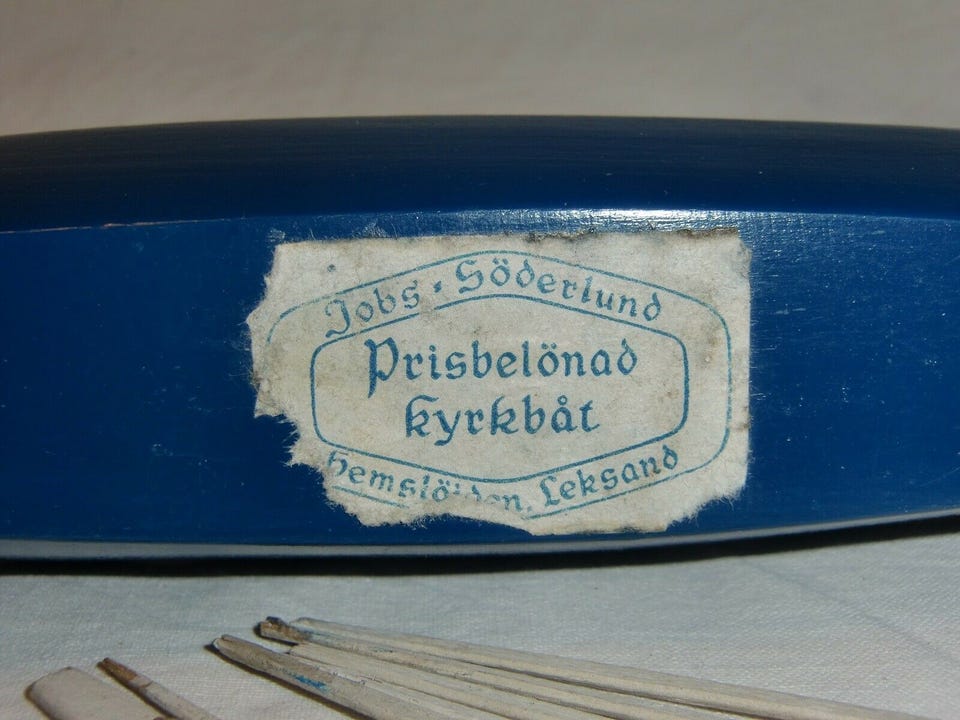 Jobs · Söderlund
Prisbelönad
Kyrkbåt
Hemslöjden, Leksand